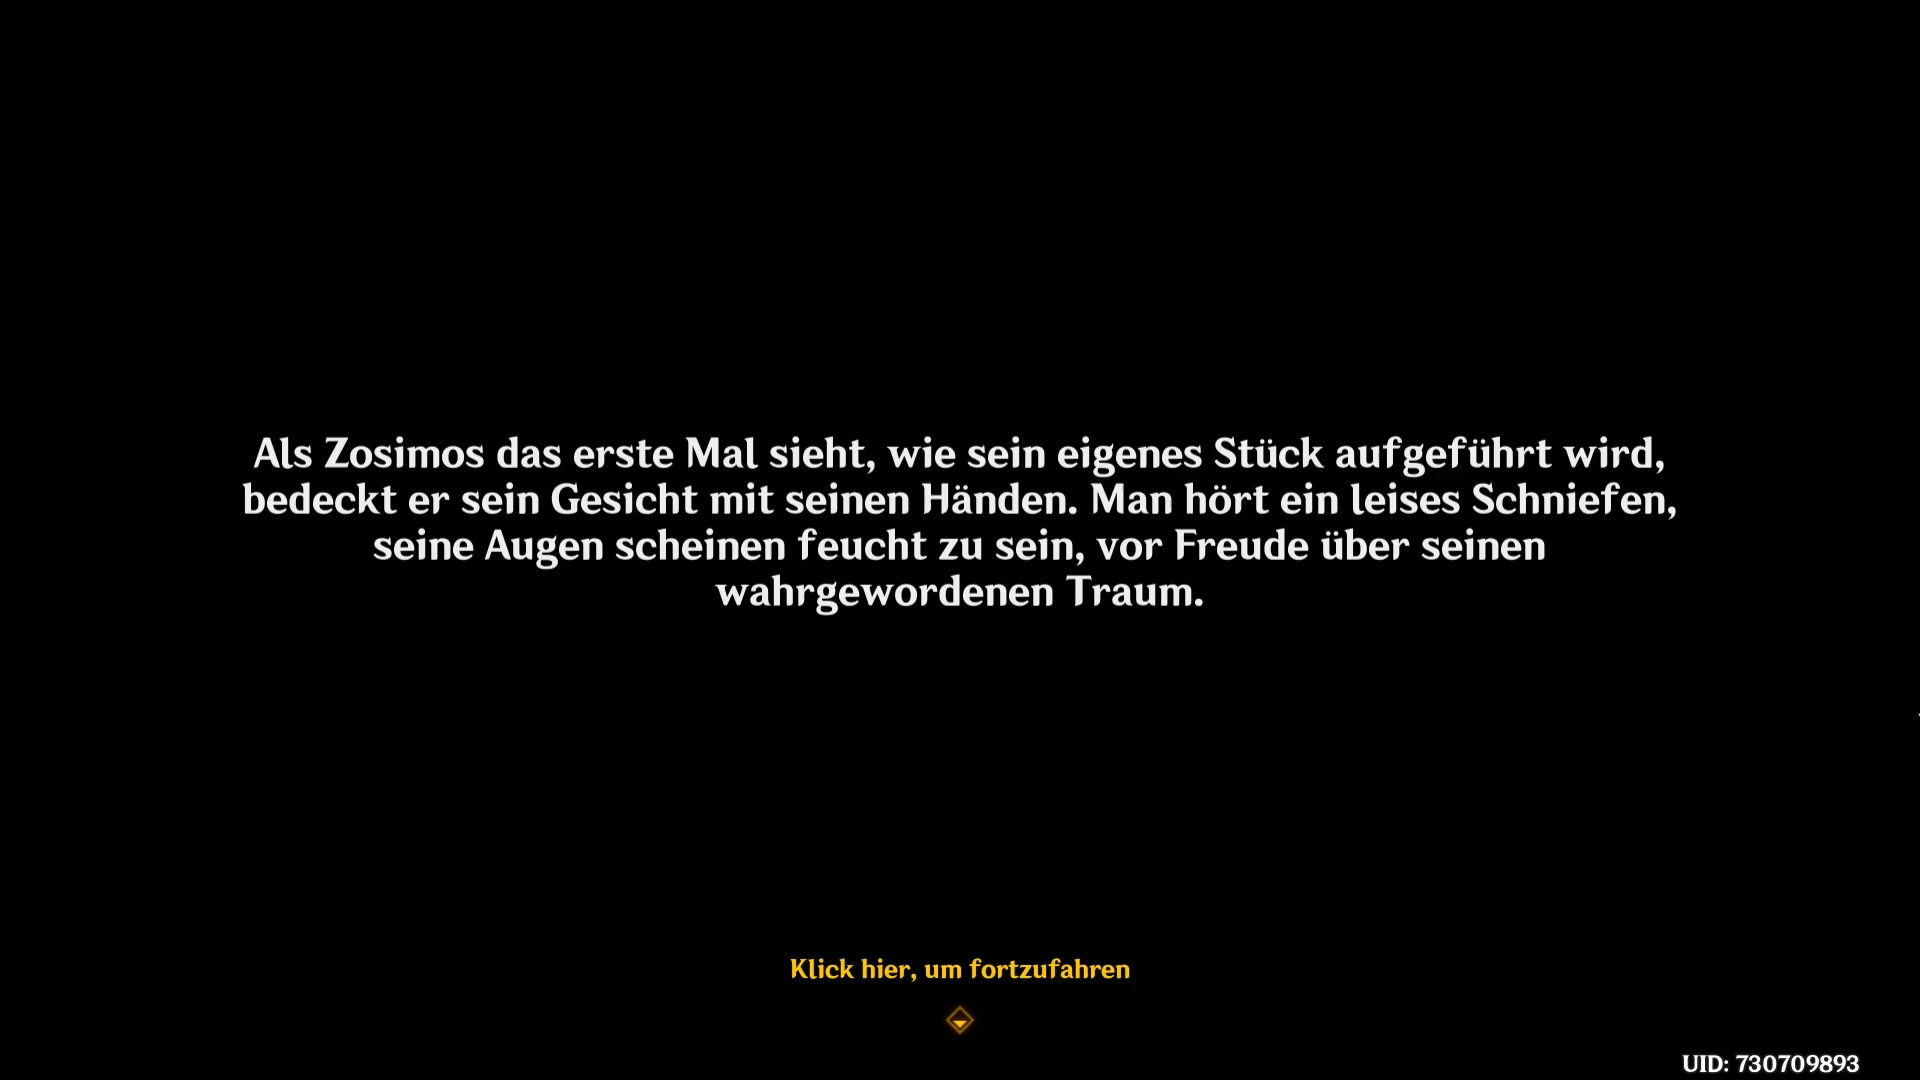 Als Zosimos das erste Mal sieht, wie sein eigenes Stück aufgeführt wird,
bedeckt er sein Gesicht mit seinen Händen. Man hört ein leises Schniefen,
seine Augen scheinen feucht zu sein, vor Freude über seinen
wahrgewordenen Traum.
Klick hier, um fortzufahren
UID: 730709893